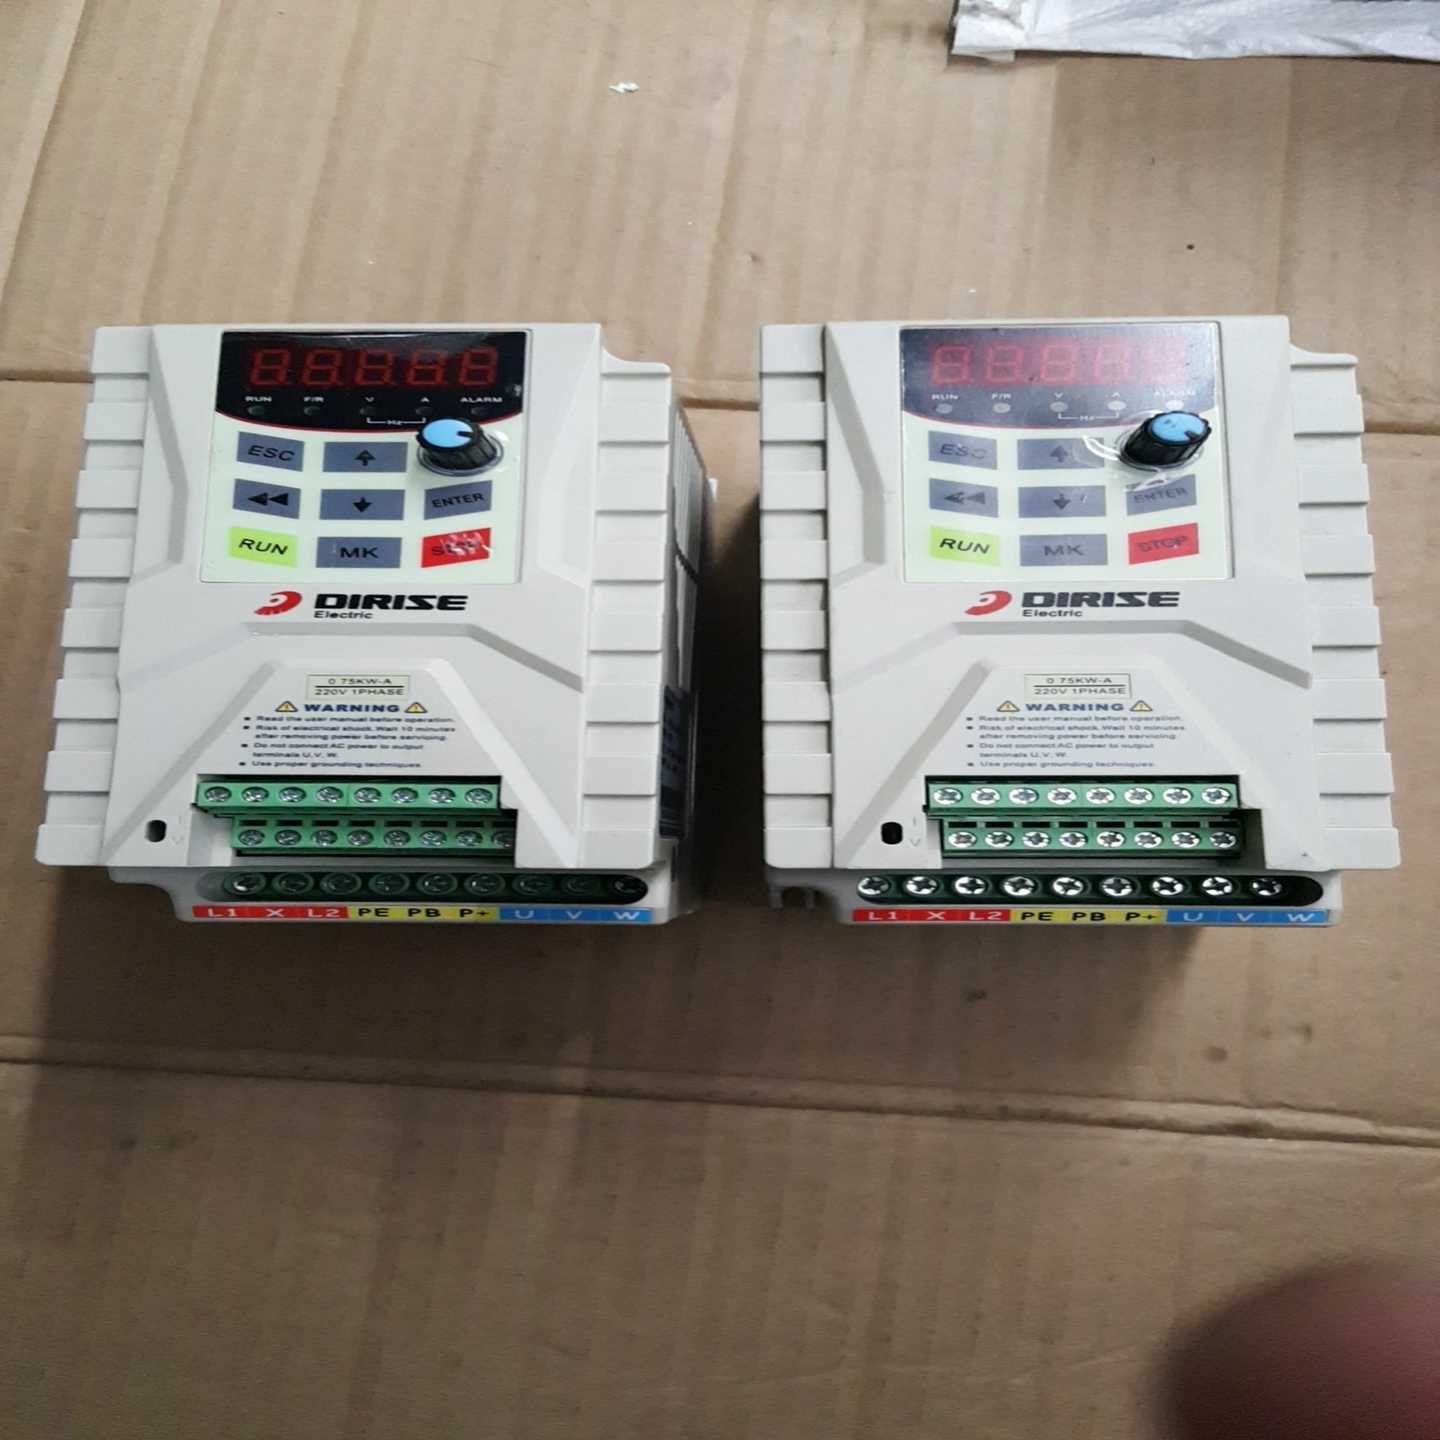 RUN F/R V A ALARM
Hz
ESC
ENTER
RUN MK STOP
DIRISE
Electric
0.75KW-A
220V 1PHASE
WARNING
Read the user manual before operation.
Risk of electrical shock. Wait 10 minutes
after removing power before servicing.
Do not connect AC power to output
terminals U, V, W.
Use proper grounding techniques.
L1 X L2 PE PB P+ U V W
RUN F/R V A ALARM
Hz
ESC
ENTER
RUN MK STOP
DIRISE
Electric
0.75KW-A
220V 1PHASE
WARNING
Read the user manual before operation.
Risk of electrical shock. Wait 10 minutes
after removing power before servicing.
Do not connect AC power to output
terminals U, V, W.
Use proper grounding techniques.
L1 X L2 PE PB P+ U V W